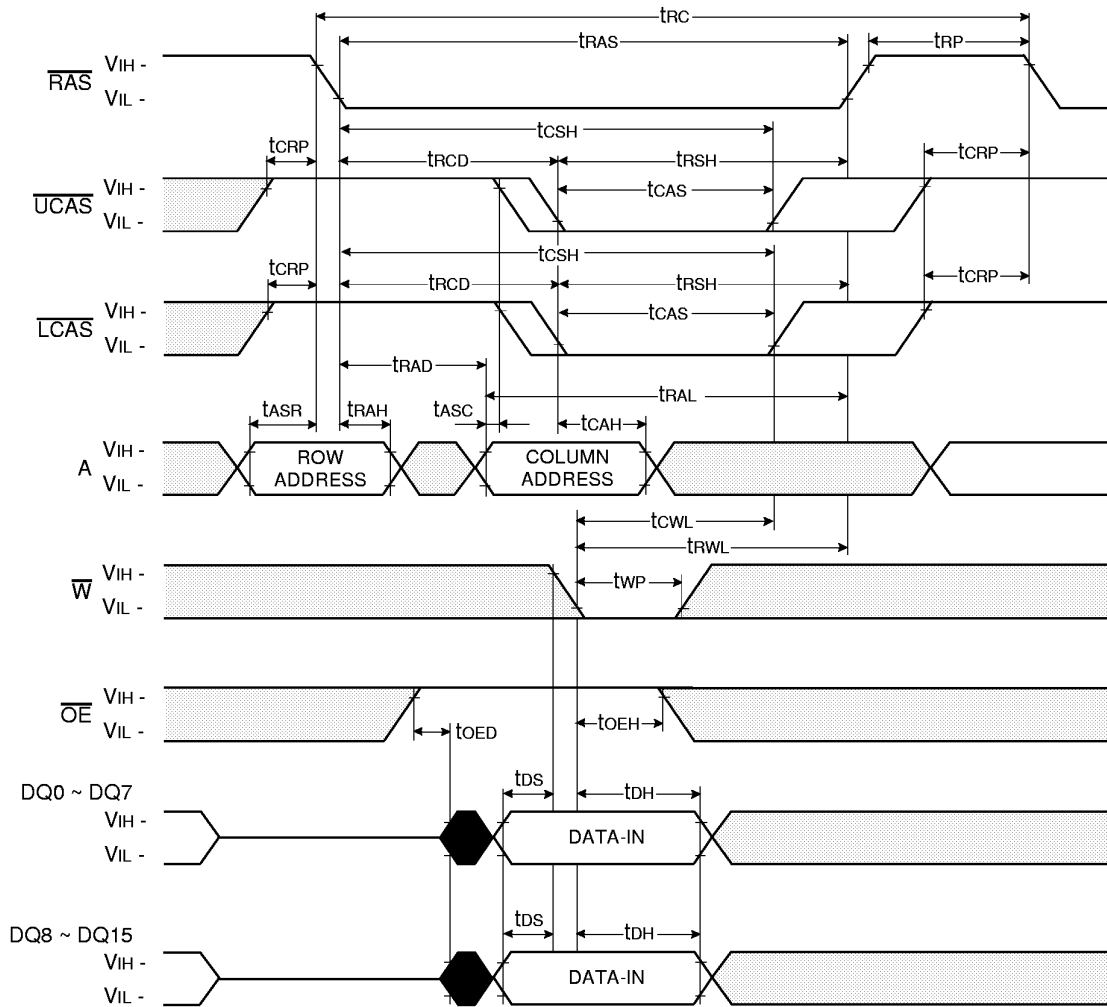 tRC
tRAS
tRP
RAS
VIH -
VIL -
tCSH
tCRP
tRCD
tRSH
tCRP
UCAS
VIH -
VIL -
tCAS
tCSH
tCRP
tRCD
tRSH
tCRP
LCAS
VIH -
VIL -
tCAS
tRAD
tRAL
tASR
tRAH
tASC
tCAH
A
VIH -
VIL -
ROW
ADDRESS
COLUMN
ADDRESS
tCWL
tRWL
W
VIH -
VIL -
tWP
OE
VIH -
VIL -
tOED
tOEH
DQ0 ~ DQ7
VIH -
VIL -
tDS
tDH
DATA-IN
DQ8 ~ DQ15
VIH -
VIL -
tDS
tDH
DATA-IN